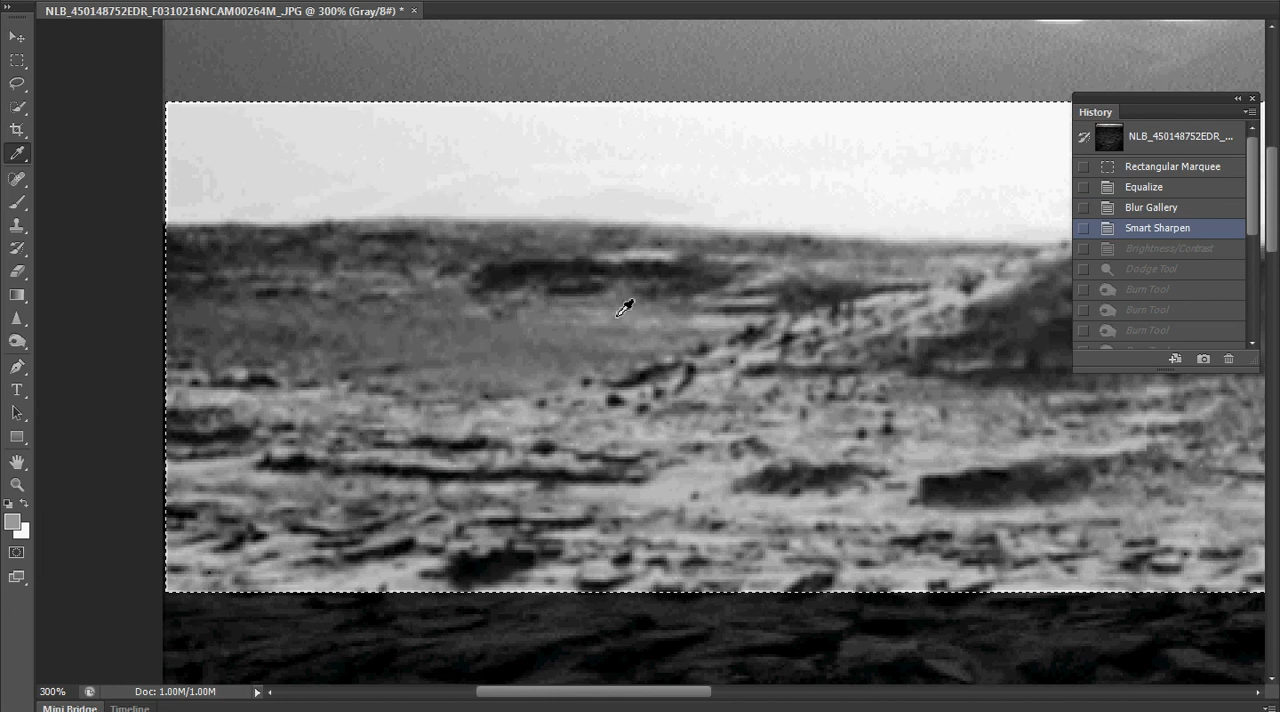 NLB_450148752EDR_F0310216NCAM00264M_.JPG @ 300% (Gray/8#) *
History
NLB_450148752EDR_...
Rectangular Marquee
Equalize
Blur Gallery
Smart Sharpen
Brightness/Contrast
Dodge Tool
Burn Tool
Burn Tool
Burn Tool
300%
Doc: 1.00M/1.00M
Mini Bridge
Timeline